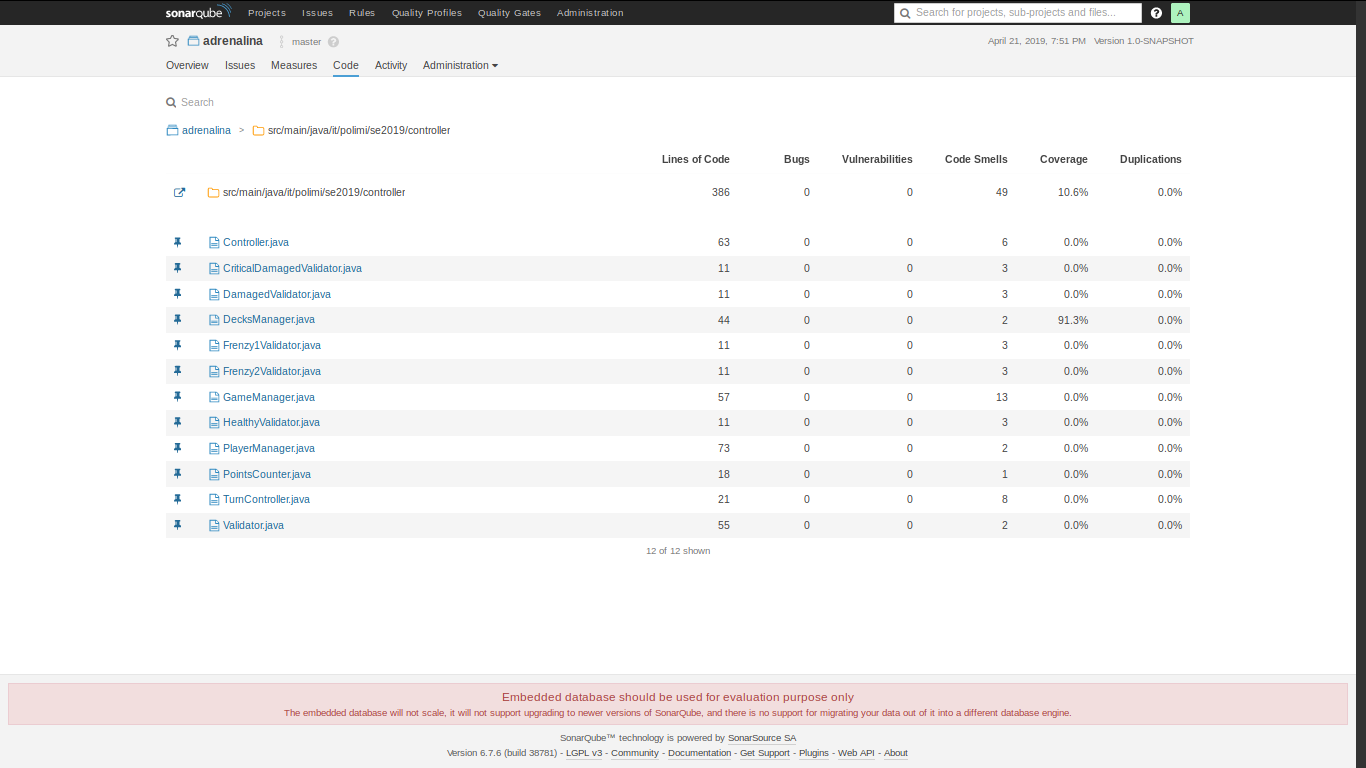 sonarqube Projects Issues Rules Quality Profiles Quality Gates Administration Search for projects, sub-projects and files... ? A
adrenalina master ? April 21, 2019, 7:51 PM Version 1.0-SNAPSHOT
Overview Issues Measures Code Activity Administration
Search
adrenalina > src/main/java/it/polimi/se2019/controller
Lines of Code Bugs Vulnerabilities Code Smells Coverage Duplications
src/main/java/it/polimi/se2019/controller 386 0 0 49 10.6% 0.0%
Controller.java 63 0 0 6 0.0% 0.0%
CriticalDamagedValidator.java 11 0 0 3 0.0% 0.0%
DamagedValidator.java 11 0 0 3 0.0% 0.0%
DecksManager.java 44 0 0 2 91.3% 0.0%
Frenzy1Validator.java 11 0 0 3 0.0% 0.0%
Frenzy2Validator.java 11 0 0 3 0.0% 0.0%
GameManager.java 57 0 0 13 0.0% 0.0%
HealthyValidator.java 11 0 0 3 0.0% 0.0%
PlayerManager.java 73 0 0 2 0.0% 0.0%
PointsCounter.java 18 0 0 1 0.0% 0.0%
TurnController.java 21 0 0 8 0.0% 0.0%
Validator.java 55 0 0 2 0.0% 0.0%
12 of 12 shown
Embedded database should be used for evaluation purpose only
The embedded database will not scale, it will not support upgrading to newer versions of SonarQube, and there is no support for migrating your data out of it into a different database engine.
SonarQube™ technology is powered by SonarSource SA
Version 6.7.6 (build 38781) - LGPL v3 - Community - Documentation - Get Support - Plugins - Web API - About